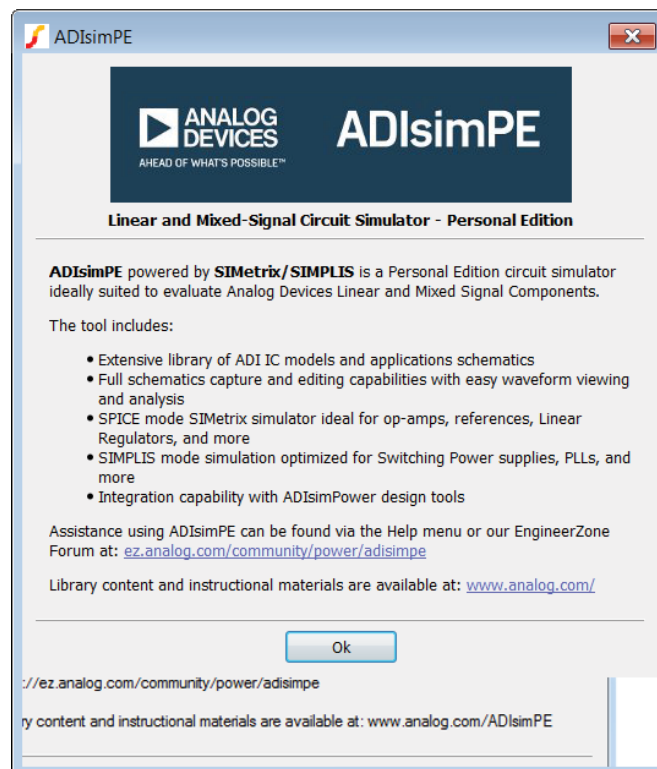 ADIsimPE
ANALOG
DEVICES
AHEAD OF WHAT'S POSSIBLE™
ADIsimPE
Linear and Mixed-Signal Circuit Simulator - Personal Edition
ADIsimPE powered by SIMetrix/SIMPLIS is a Personal Edition circuit simulator
ideally suited to evaluate Analog Devices Linear and Mixed Signal Components.
The tool includes:
• Extensive library of ADI IC models and applications schematics
• Full schematics capture and editing capabilities with easy waveform viewing
and analysis
• SPICE mode SIMetrix simulator ideal for op-amps, references, Linear
Regulators, and more
• SIMPLIS mode simulation optimized for Switching Power supplies, PLLs, and
more
• Integration capability with ADIsimPower design tools
Assistance using ADIsimPE can be found via the Help menu or our EngineerZone
Forum at: ez.analog.com/community/power/adisimpe
Library content and instructional materials are available at: www.analog.com/
Ok
://ez.analog.com/community/power/adisimpe
ry content and instructional materials are available at: www.analog.com/ADIsimPE